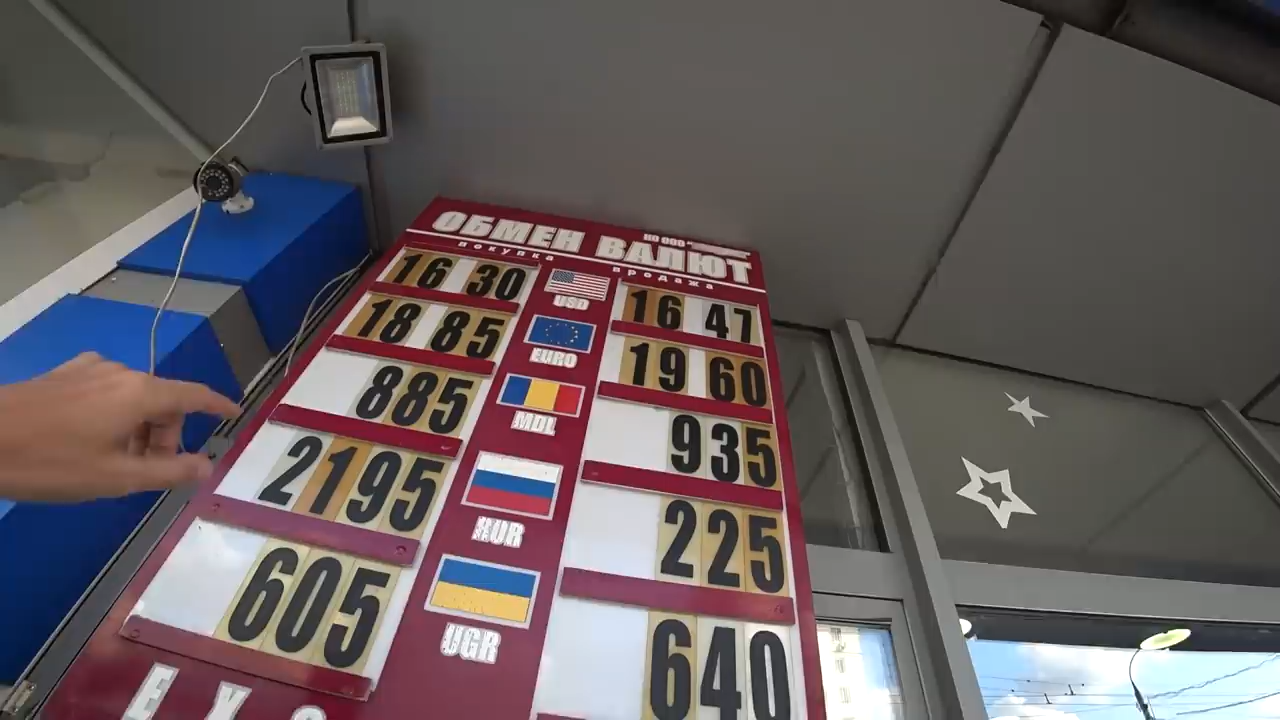 ОБМЕН ВАЛЮТ
покупка продажа
16 30 USD 16 47
18 85 EURO 19 60
885 MDL 935
2195 RUR 225
605 UGR 640